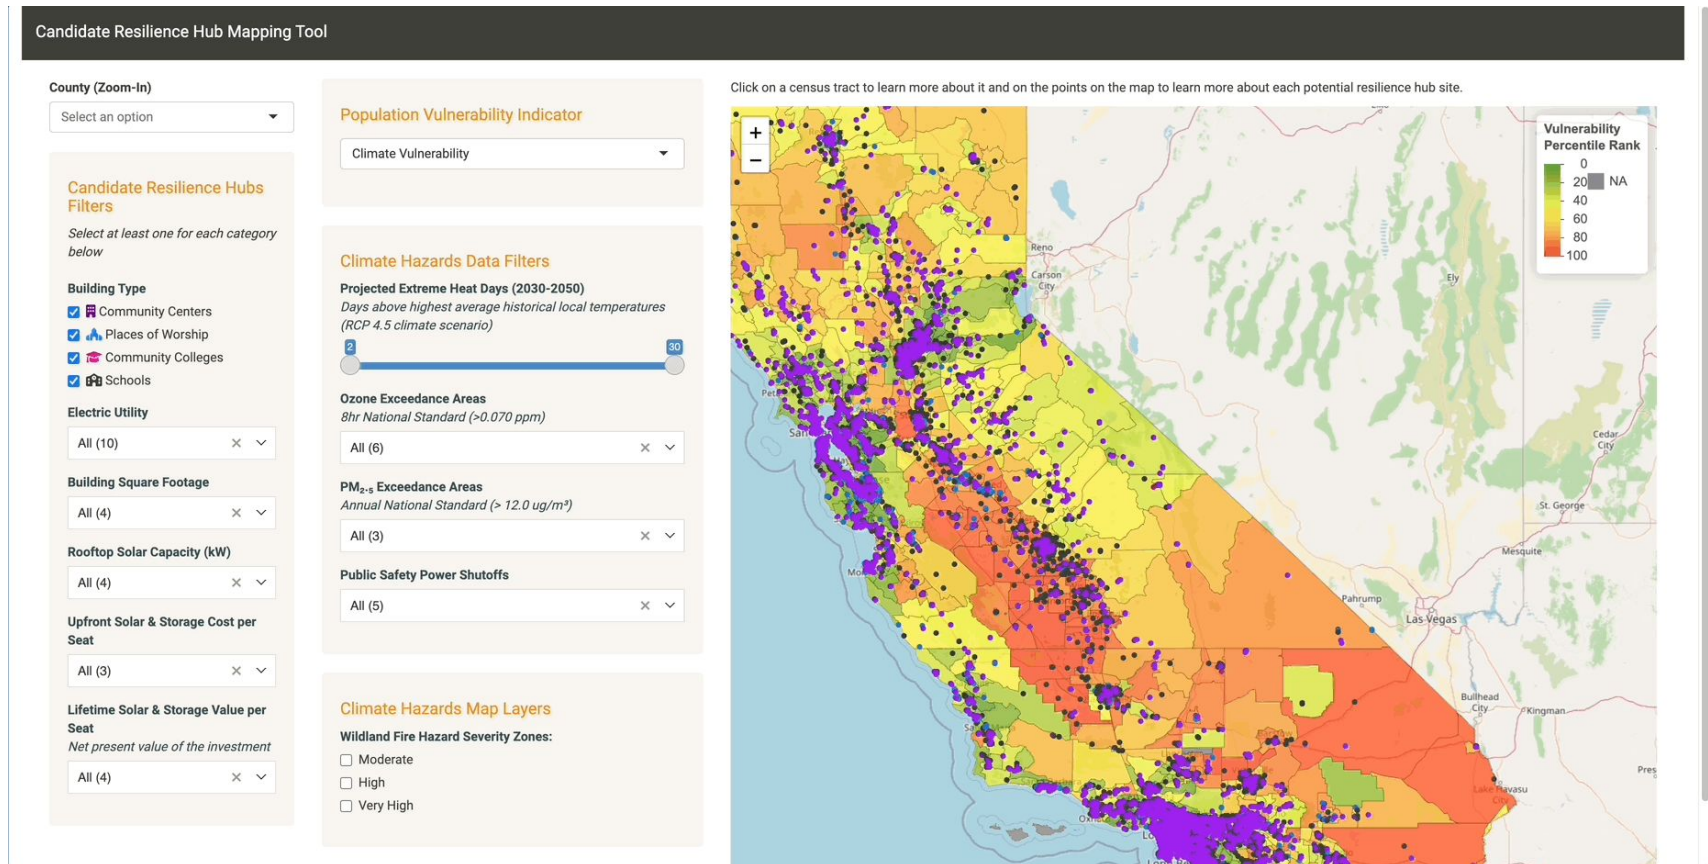 Candidate Resilience Hub Mapping Tool
County (Zoom-In)
Select an option
Candidate Resilience Hubs
Filters
Select at least one for each category
below
Building Type
Community Centers
Places of Worship
Community Colleges
Schools
Electric Utility
All (10)
Building Square Footage
All (4)
Rooftop Solar Capacity (kW)
All (4)
Upfront Solar & Storage Cost per
Seat
All (3)
Lifetime Solar & Storage Value per
Seat
Net present value of the investment
All (4)
Population Vulnerability Indicator
Climate Vulnerability
Climate Hazards Data Filters
Projected Extreme Heat Days (2030-2050)
Days above highest average historical local temperatures
(RCP 4.5 climate scenario)
2
30
Ozone Exceedance Areas
8hr National Standard (>0.070 ppm)
All (6)
PM₂.₅ Exceedance Areas
Annual National Standard (> 12.0 ug/m³)
All (3)
Public Safety Power Shutoffs
All (5)
Climate Hazards Map Layers
Wildland Fire Hazard Severity Zones:
Moderate
High
Very High
Click on a census tract to learn more about it and on the points on the map to learn more about each potential resilience hub site.
+
−
Vulnerability
Percentile Rank
0
20
NA
40
60
80
100
Reno
Carson
City
Ely
Cedar
City
St. George
Mesquite
Pahrump
Las Vegas
Bullhead
City
Kingman
Lake Havasu
City
Pres
Pet
San
Mo
Oxn
Lo